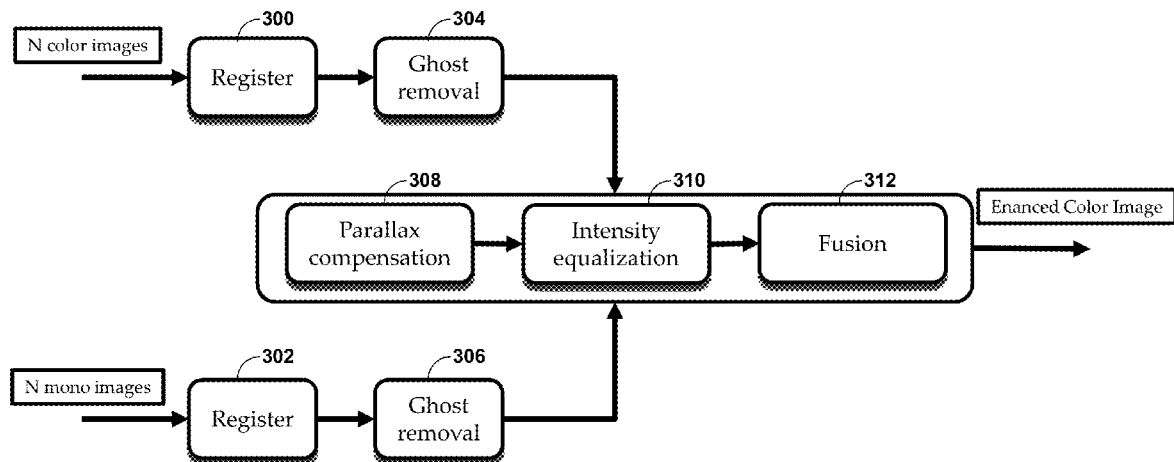 300
304
N color images
Register
Ghost
removal
308
310
312
Parallax
compensation
Intensity
equalization
Fusion
Enanced Color Image
302
306
N mono images
Register
Ghost
removal